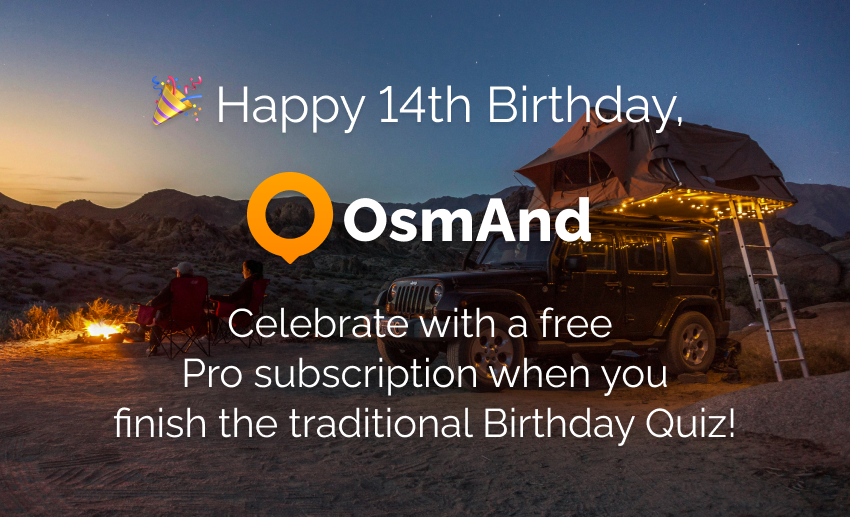 🎉 Happy 14th Birthday,
OsmAnd
Celebrate with a free
Pro subscription when you
finish the traditional Birthday Quiz!